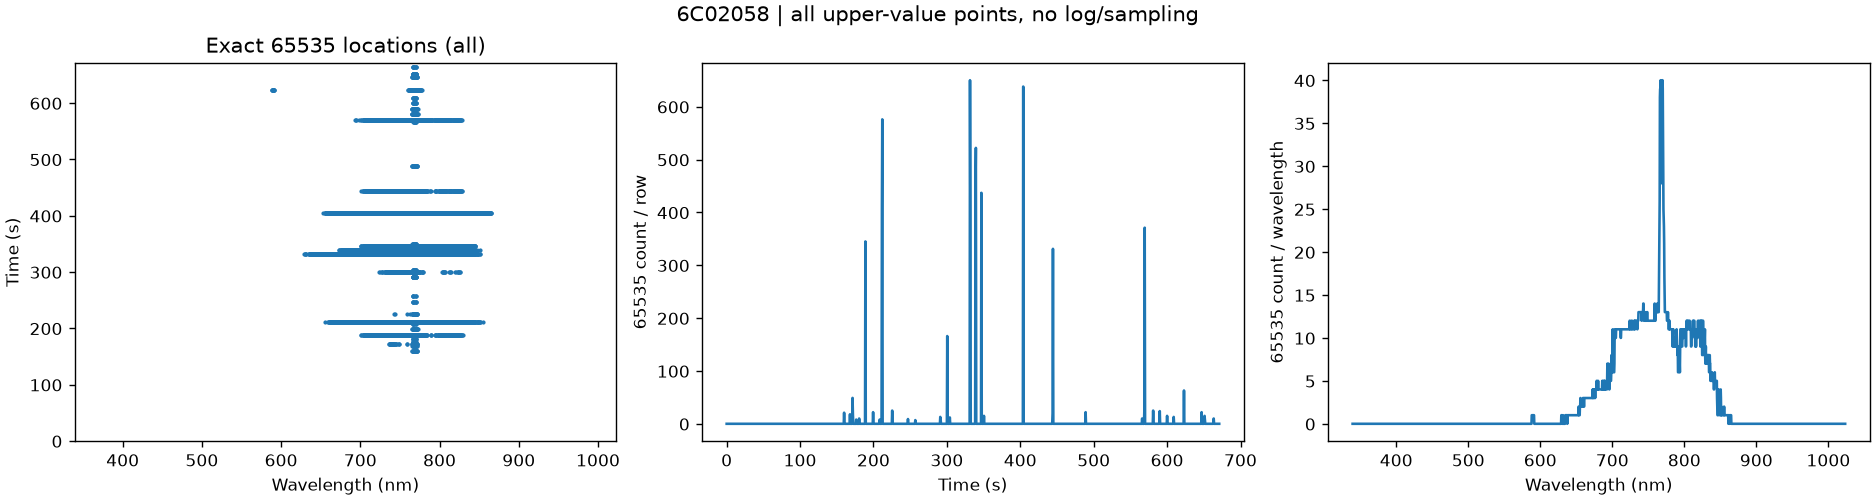 6C02058 | all upper-value points, no log/sampling
Exact 65535 locations (all)
Time (s)
600
500
400
300
200
100
0
400 500 600 700 800 900 1000
Wavelength (nm)
65535 count / row
600
500
400
300
200
100
0
0 100 200 300 400 500 600 700
Time (s)
65535 count / wavelength
40
35
30
25
20
15
10
5
0
400 500 600 700 800 900 1000
Wavelength (nm)